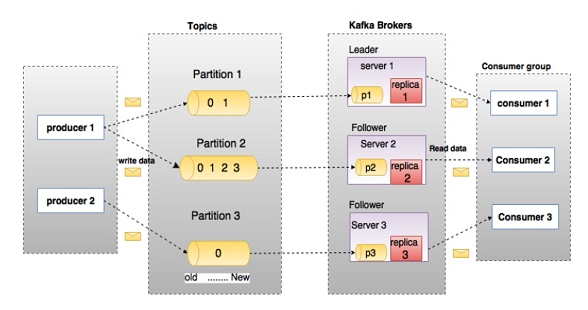 Topics
Kafka Brokers
Consumer group
Partition 1
0 1
Partition 2
0 1 2 3
Partition 3
0
old ........ New
producer 1
producer 2
write data
Leader
server 1
p1
replica
1
Follower
Server 2
p2
replica
2
Follower
Server 3
p3
replica
3
Read data
consumer 1
Consumer 2
Consumer 3